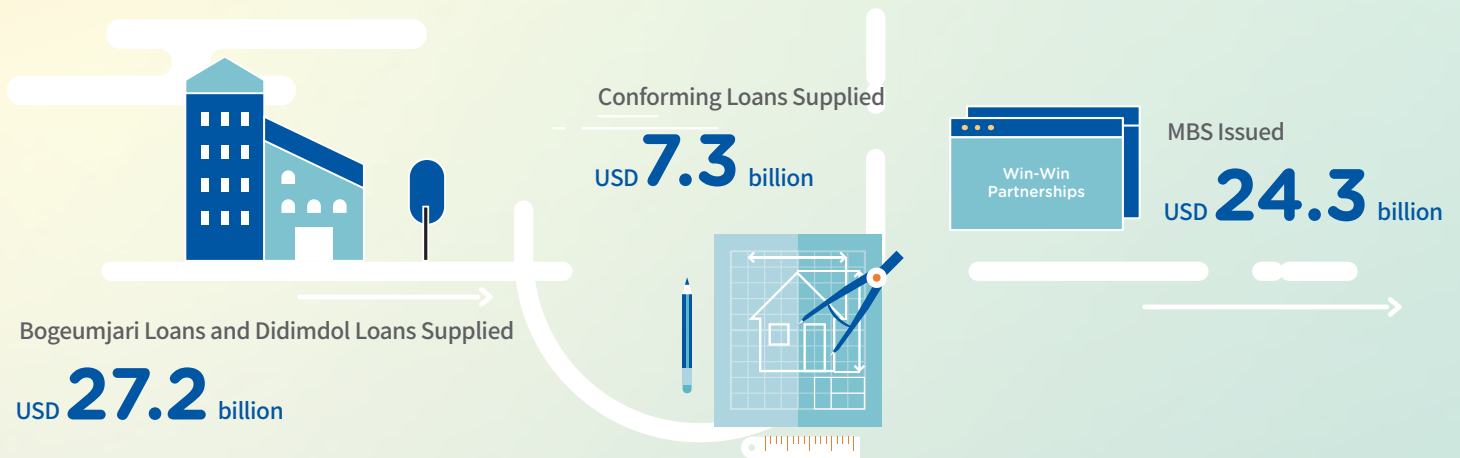 Bogeumjari Loans and Didimdol Loans Supplied
USD 27.2 billion
Conforming Loans Supplied
USD 7.3 billion
Win-Win
Partnerships
MBS Issued
USD 24.3 billion